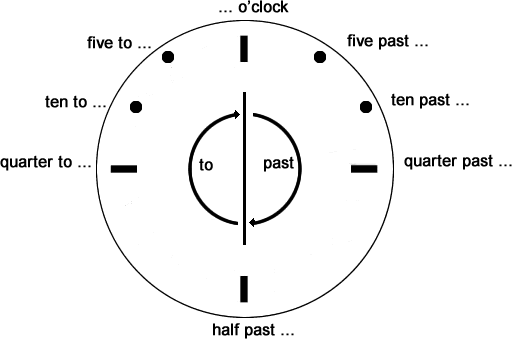 … o'clock
five to …
five past …
ten to …
ten past …
quarter to …
to
past
quarter past …
half past …